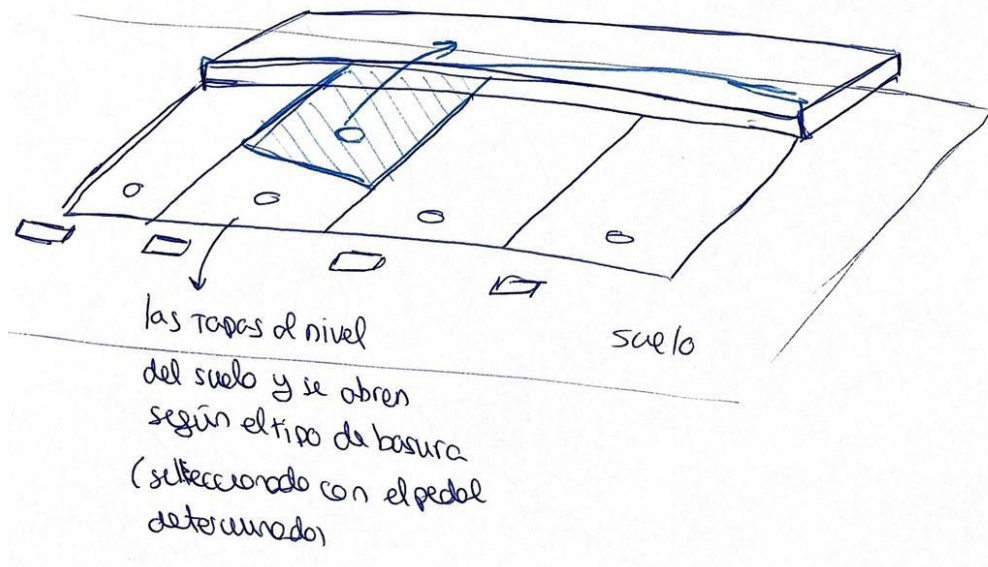 las tapas al nivel
del suelo y se abren
según el tipo de basura
(selleccionado con el pedal
determinado)
suelo